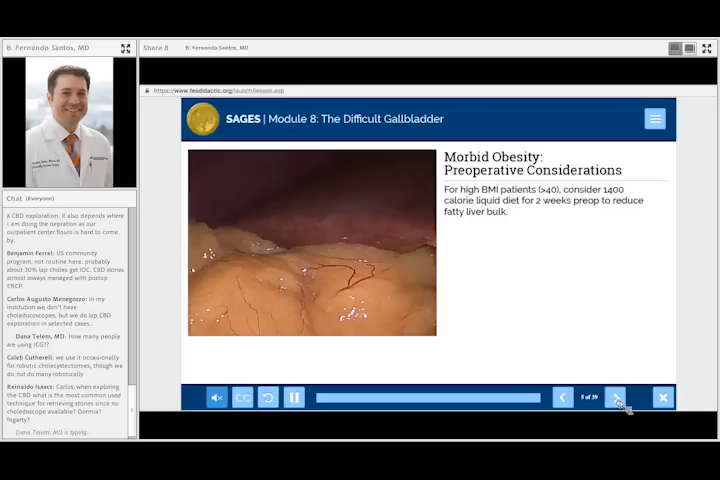 B. Fernando Santos, MD
Share 8
B. Fernando Santos, MD
https://www.fesdidactic.org/launch/lesson.asp
SAGES | Module 8: The Difficult Gallbladder
Morbid Obesity:
Preoperative Considerations
For high BMI patients (>40), consider 1400
calorie liquid diet for 2 weeks preop to reduce
fatty liver bulk.
Chat (Everyone)
a CBD exploration. It also depends where
I am doing the oepration as our
ourpatient center flouro is hard to come
by.
Benjamin Ferrel: US community
program, not routine here. probably
about 30% lap choles get IOC. CBD stones
almost always managed with postop
ERCP
Carlos Augusto Menegozzo: in my
institution we don't have
choledocoscopes, but we do lap CBD
exploration in selected cases..
Dana Telem, MD: How many people
are using ICG??
Caleb Cutherell: we use it occasionally
for robotic cholecystectomies, though we
do not do many robotically
Reinaldo Isaacs: Carlos, when exploring
the CBD what is the most common used
technique for retrieving stones since no
choledoscope available? Dormia?
fogarty?
Dana Telem, MD is typing..
CC
5 of 39